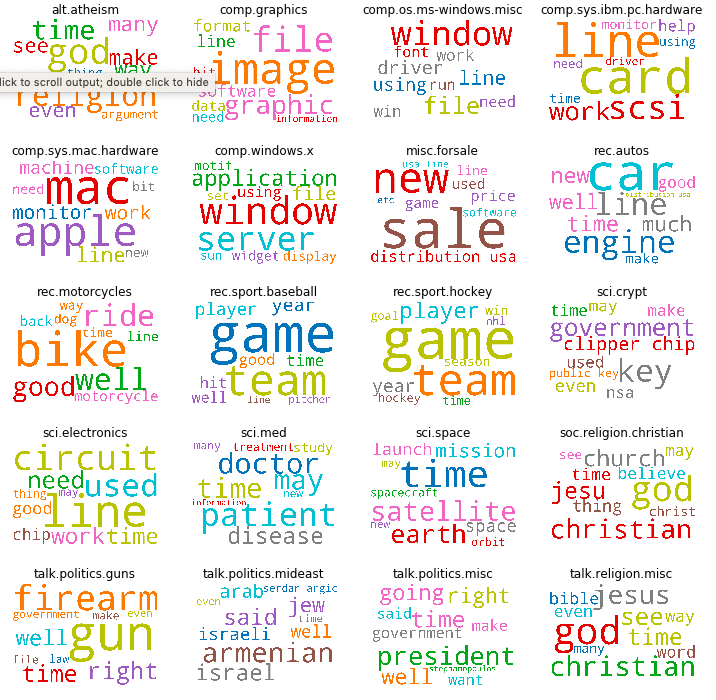 alt.atheism
time many
see god make
thing way
religion
even argument
click to scroll output; double click to hide
comp.graphics
format
line file
bit image
software
data graphic
need information
comp.os.ms-windows.misc
window
font work
driver
using run line
win file need
comp.sys.ibm.pc.hardware
monitor help
line using
need driver
card
time
work scsi
comp.sys.mac.hardware
machine software
need mac bit
monitor work
apple
line new
comp.windows.x
motif
application
set using file
window
server
sun widget display
misc.forsale
usa line
new line
used
etc game price
software
sale
distribution usa
rec.autos
new car good
distribution usa
well line
time much
engine
make
rec.motorcycles
way
back dog ride
time line
bike
good well
motorcycle
rec.sport.baseball
player year
game
good time
hit team
well line pitcher
rec.sport.hockey
goal player win
nhl
game
season
year team
hockey time
sci.crypt
time may make
government
clipper chip
used key
public key
even nsa
sci.electronics
circuit
need used
thing may
good line
chip work time
sci.med
many treatment study
doctor
time may
new
information
patient
disease
sci.space
launch mission
may time
spacecraft
satellite
new earth space
orbit
soc.religion.christian
see church may
time believe
jesu god
thing christ
christian
talk.politics.guns
firearm
government make even
well gun
file law
time right
talk.politics.mideast
arab serdar argic
even said jew
time
israeli well
armenian
israel
talk.politics.misc
going right
said time make
government
president
stephanopoulos
well want
talk.religion.misc
bible jesus
even see way
god time
many word
christian